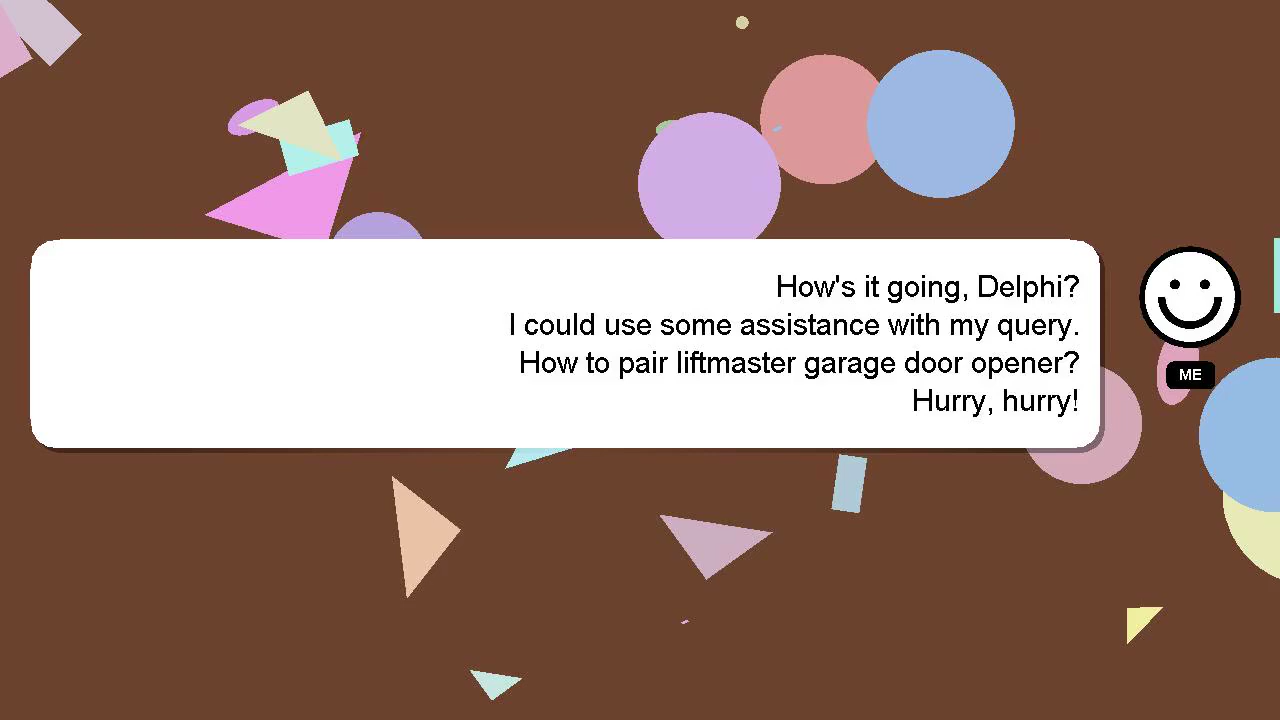 How's it going, Delphi?
I could use some assistance with my query.
How to pair liftmaster garage door opener?
Hurry, hurry!
ME